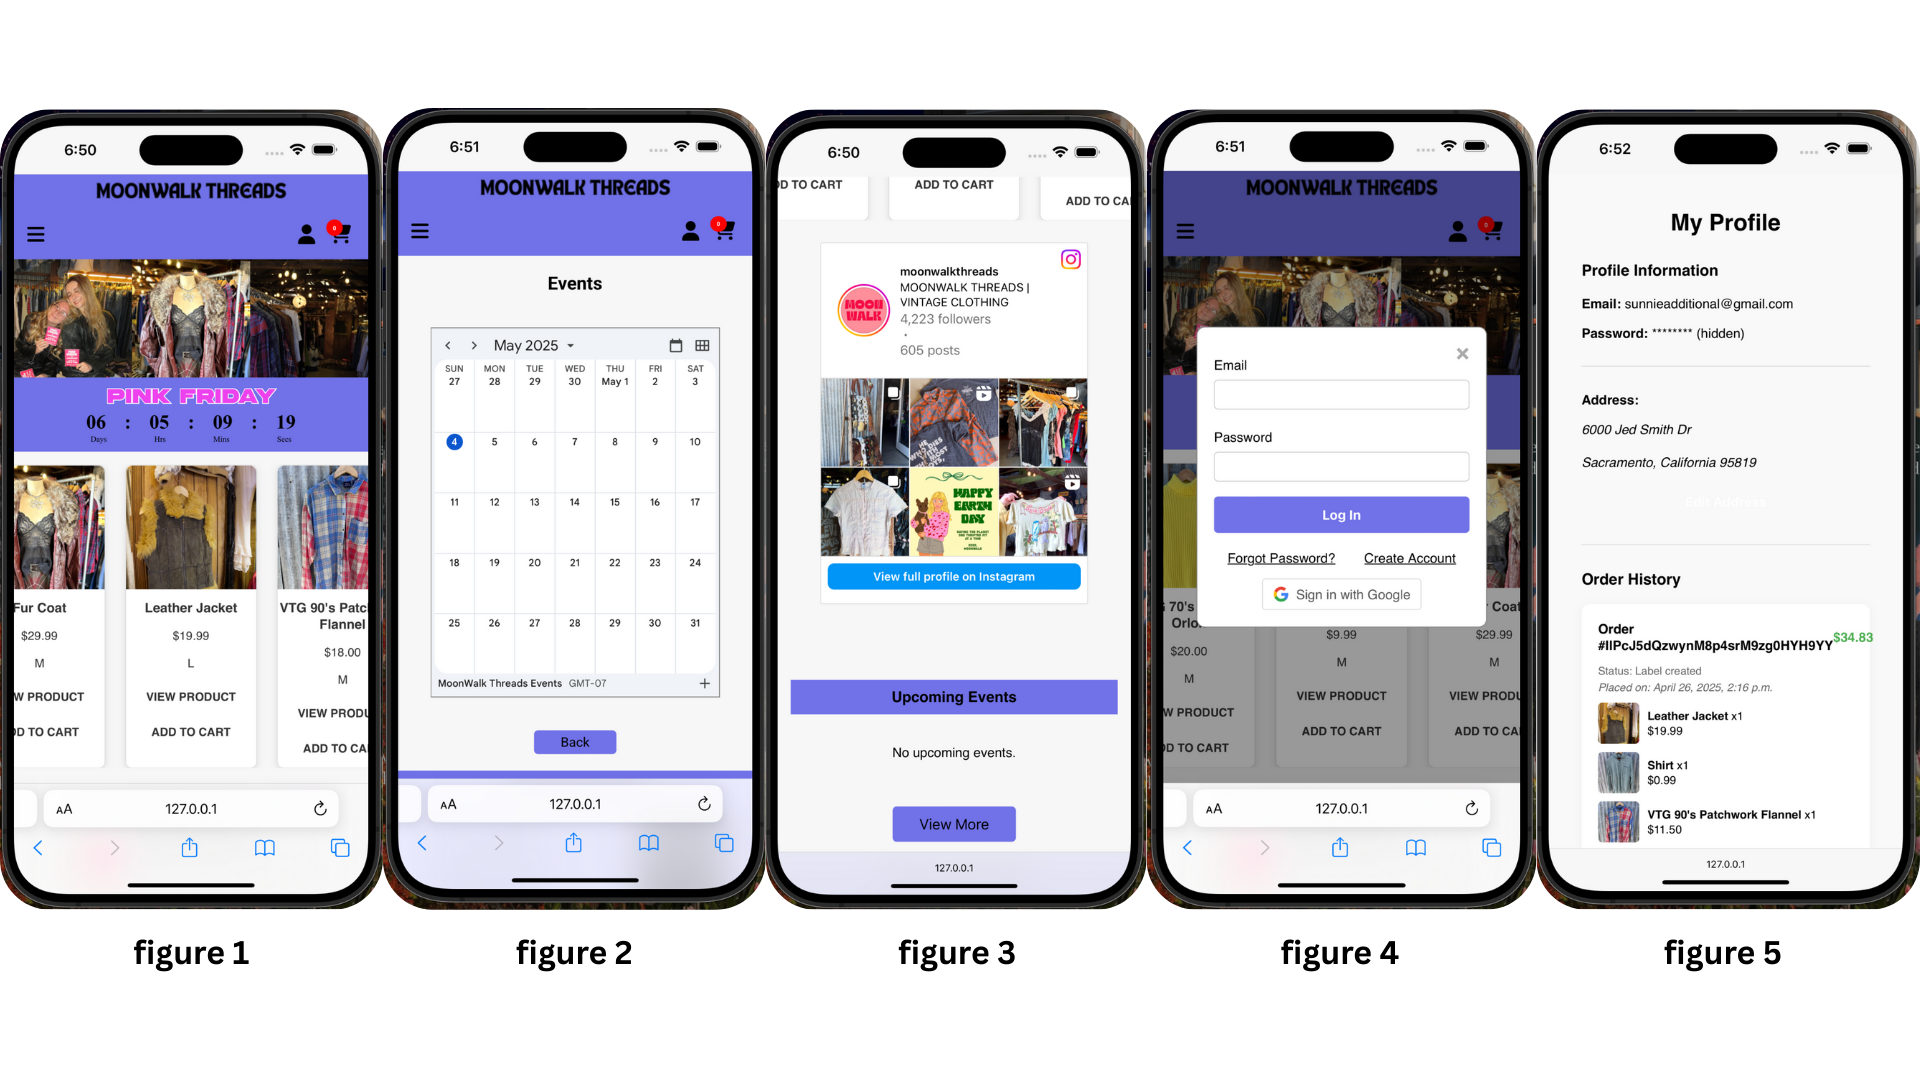 6:50
MOONWALK THREADS
0
PINK FRIDAY
06 : 05 : 09 : 19
Days Hrs Mins Secs
Fur Coat
$29.99
M
W PRODUCT
DD TO CART
Leather Jacket
$19.99
L
VIEW PRODUCT
ADD TO CART
VTG 90's Patc
Flannel
$18.00
M
VIEW PRODU
ADD TO CA
AA 127.0.0.1
figure 1
6:51
MOONWALK THREADS
0
Events
May 2025
SUN MON TUE WED THU FRI SAT
27 28 29 30 May 1 2 3
4 5 6 7 8 9 10
11 12 13 14 15 16 17
18 19 20 21 22 23 24
25 26 27 28 29 30 31
MoonWalk Threads Events GMT-07
Back
AA 127.0.0.1
figure 2
6:50
DD TO CART
ADD TO CART
ADD TO CA
moonwalkthreads
MOONWALK THREADS |
VINTAGE CLOTHING
4,223 followers
·
605 posts
MOON
WALK
HAPPY
EARTH
DAY
View full profile on Instagram
Upcoming Events
No upcoming events.
View More
127.0.0.1
figure 3
6:51
MOONWALK THREADS
0
Email
Password
Log In
Forgot Password? Create Account
Sign in with Google
70's
Orlo
$20.00
M
W PRODUCT
DD TO CART
$9.99
M
VIEW PRODUCT
ADD TO CART
Coat
$29.99
M
VIEW PROD
ADD TO CA
AA 127.0.0.1
figure 4
6:52
My Profile
Profile Information
Email: sunnieadditional@gmail.com
Password: ******** (hidden)
Address:
6000 Jed Smith Dr
Sacramento, California 95819
Edit Address
Order History
Order
#IIPcJ5dQzwynM8p4srM9zg0HYH9YY
$34.83
Status: Label created
Placed on: April 26, 2025, 2:16 p.m.
Leather Jacket x1
$19.99
Shirt x1
$0.99
VTG 90's Patchwork Flannel x1
$11.50
127.0.0.1
figure 5